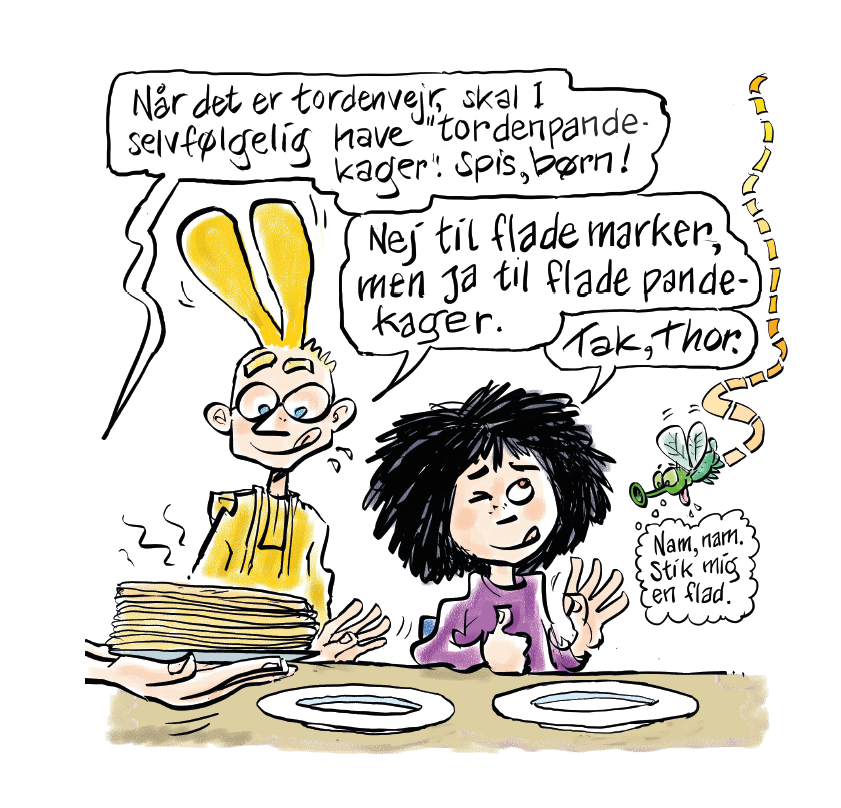 Når det er tordenvejr, skal I
selvfølgelig have "tordenpande-
kager". Spis, børn!
Nej til flade marker,
men ja til flade pande-
kager.
Tak, Thor.
Nam, nam.
Stik mig
en flad.